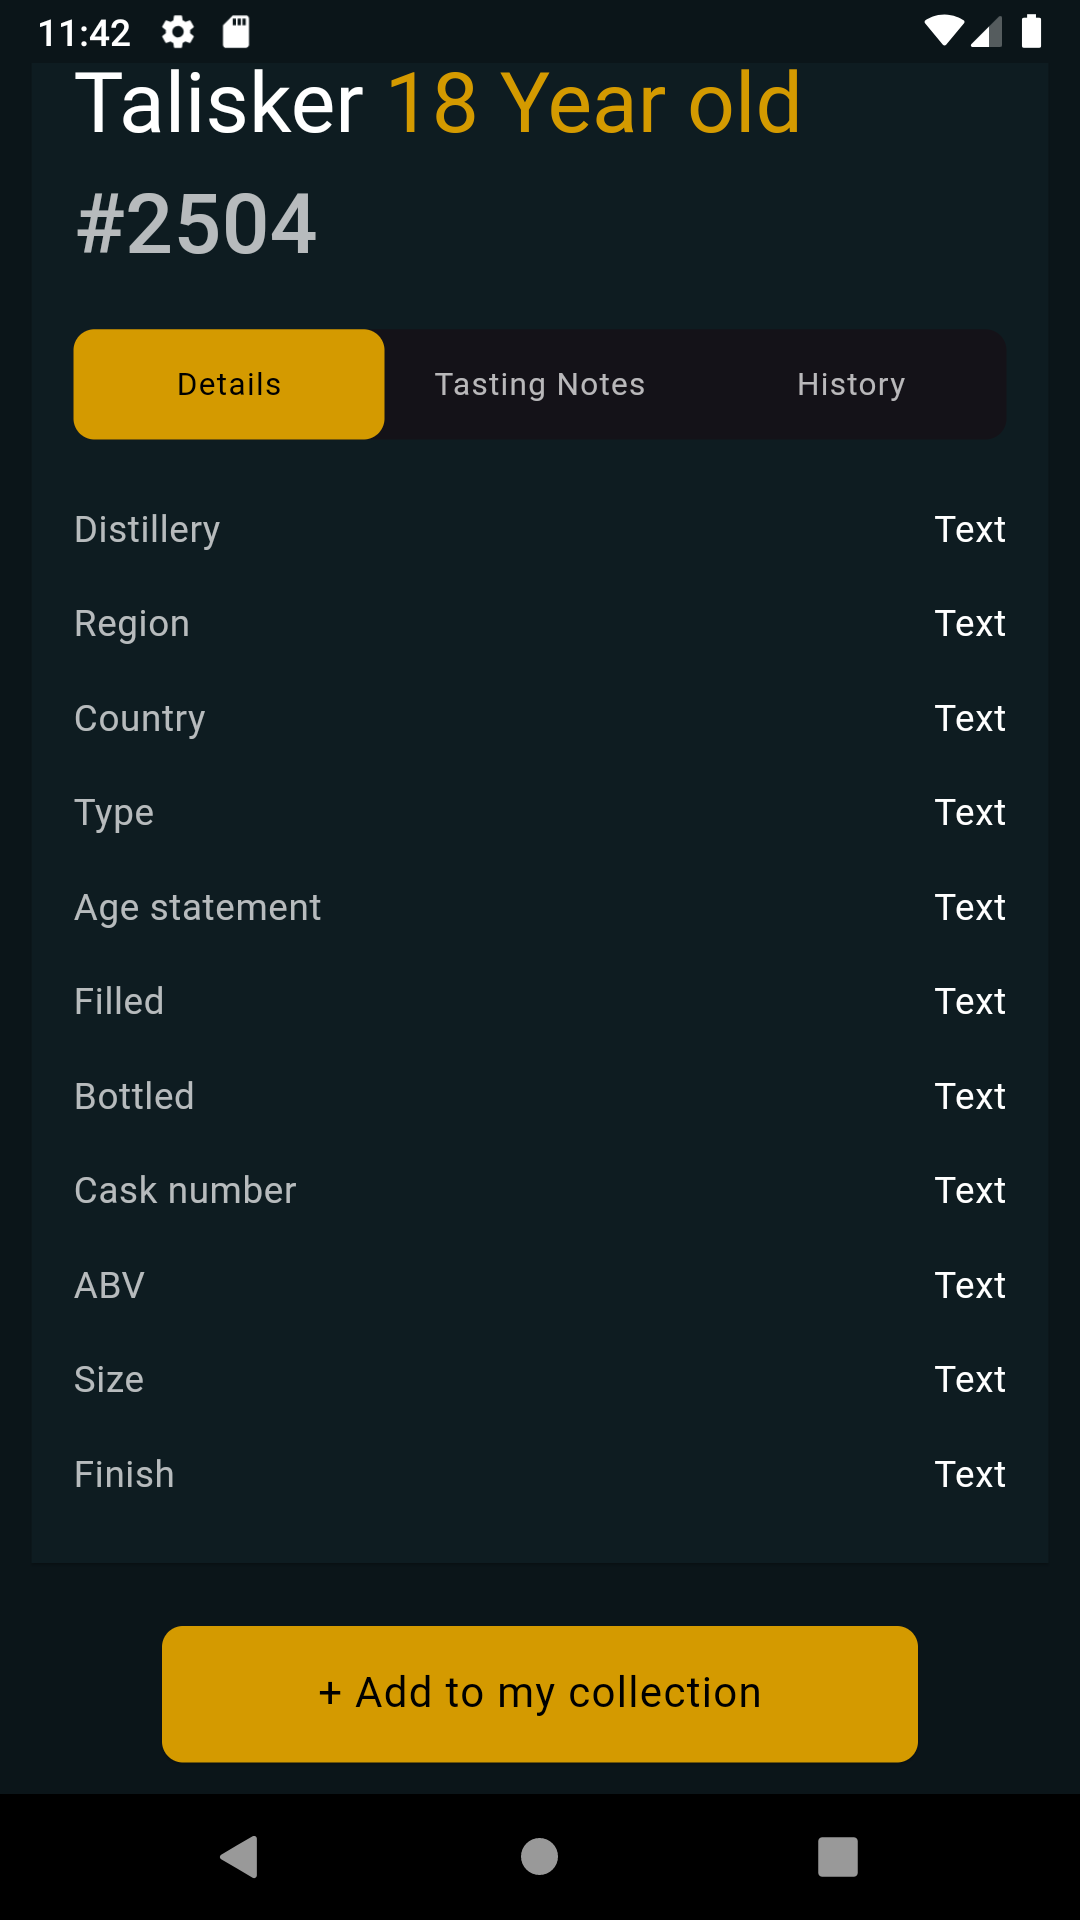 11:42
Talisker 18 Year old
#2504
Details Tasting Notes History
Distillery Text
Region Text
Country Text
Type Text
Age statement Text
Filled Text
Bottled Text
Cask number Text
ABV Text
Size Text
Finish Text
+ Add to my collection